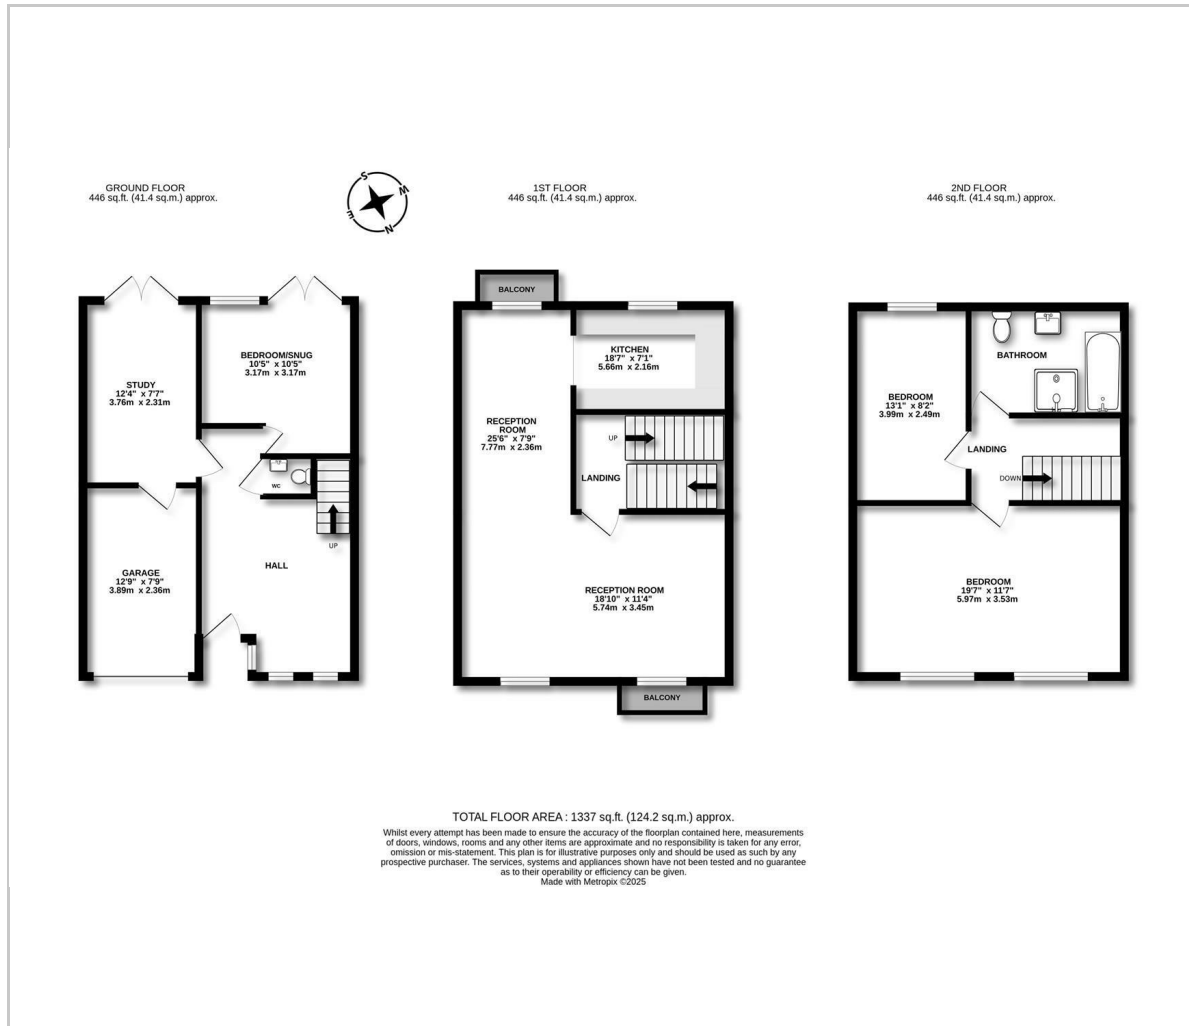 GROUND FLOOR
446 sq.ft. (41.4 sq.m.) approx.
S
W
E
N
1ST FLOOR
446 sq.ft. (41.4 sq.m.) approx.
2ND FLOOR
446 sq.ft. (41.4 sq.m.) approx.
STUDY
12'4" x 7'7"
3.76m x 2.31m
BEDROOM/SNUG
10'5" x 10'5"
3.17m x 3.17m
WC
UP
HALL
GARAGE
12'9" x 7'9"
3.89m x 2.36m
BALCONY
KITCHEN
18'7" x 7'1"
5.66m x 2.16m
RECEPTION
ROOM
25'6" x 7'9"
7.77m x 2.36m
UP
LANDING
RECEPTION ROOM
18'10" x 11'4"
5.74m x 3.45m
BALCONY
BATHROOM
BEDROOM
13'1" x 8'2"
3.99m x 2.49m
LANDING
DOWN
BEDROOM
19'7" x 11'7"
5.97m x 3.53m
TOTAL FLOOR AREA : 1337 sq.ft. (124.2 sq.m.) approx.
Whilst every attempt has been made to ensure the accuracy of the floorplan contained here, measurements
of doors, windows, rooms and any other items are approximate and no responsibility is taken for any error,
omission or mis-statement. This plan is for illustrative purposes only and should be used as such by any
prospective purchaser. The services, systems and appliances shown have not been tested and no guarantee
as to their operability or efficiency can be given.
Made with Metropix ©2025